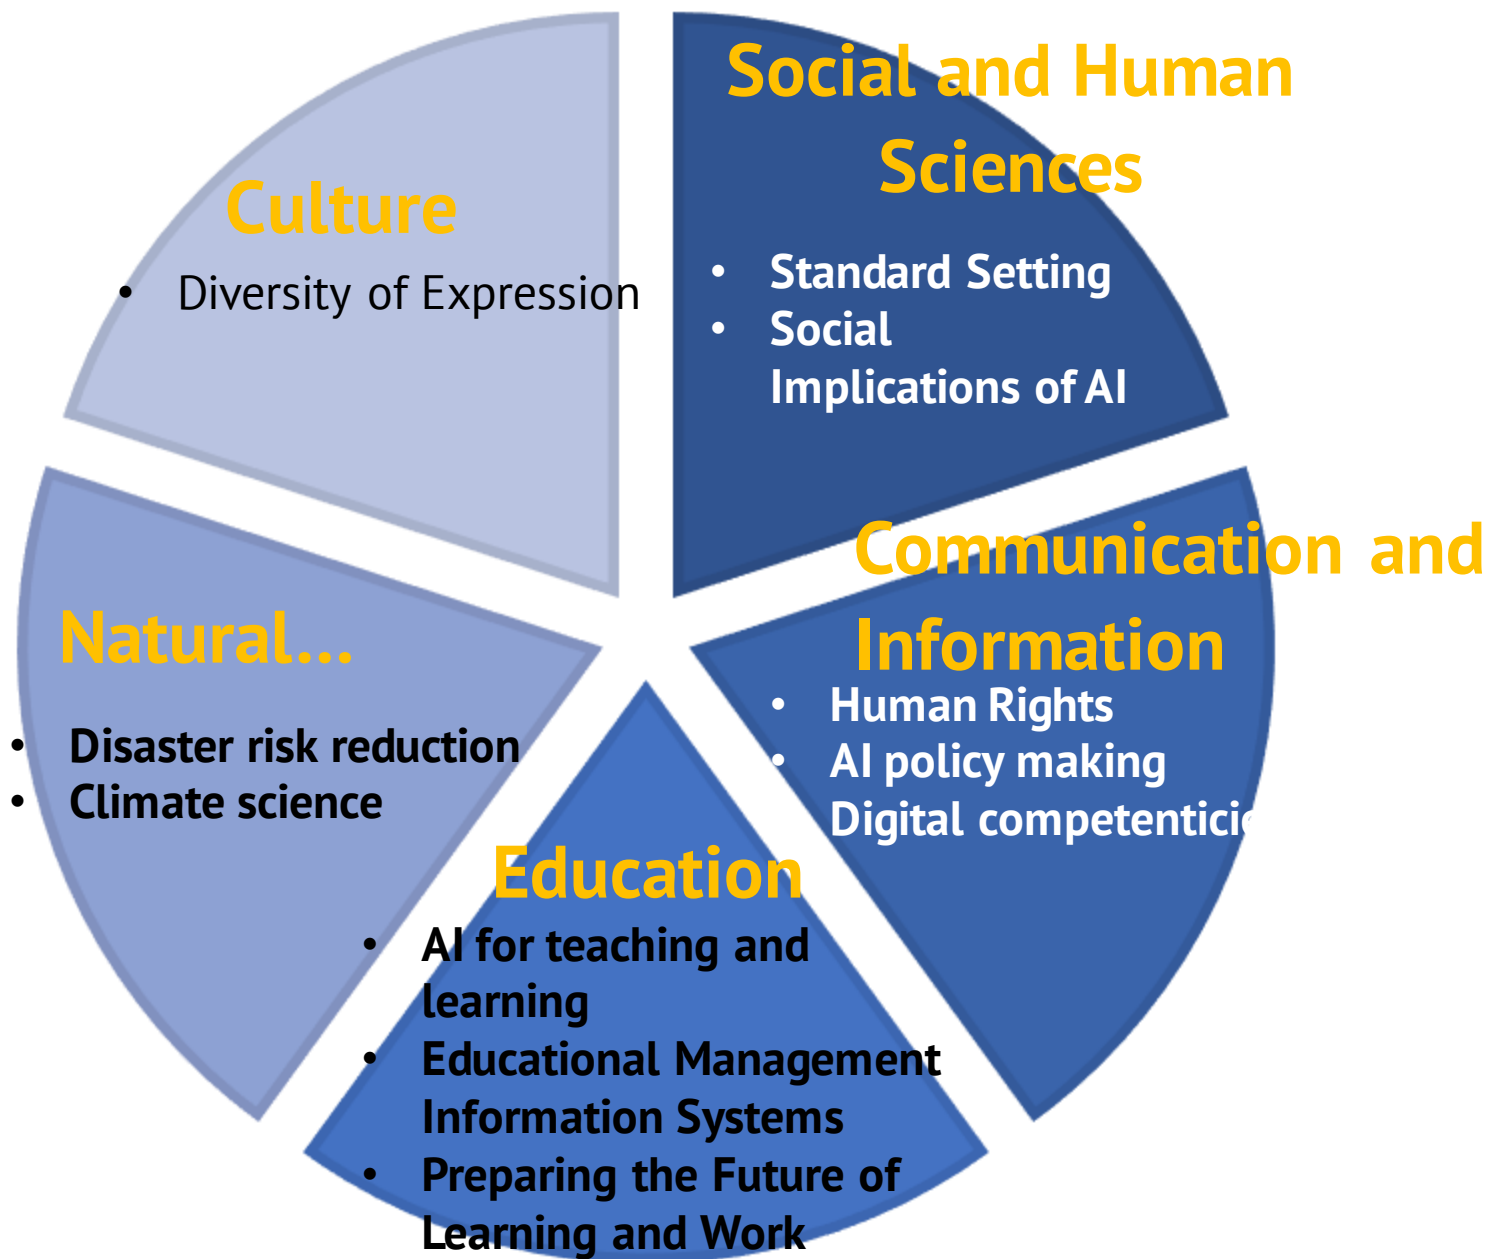 Social and Human
Sciences
• Standard Setting
• Social
Implications of AI
Communication and
Information
• Human Rights
• AI policy making
Digital competenticie
Education
• AI for teaching and
learning
• Educational Management
Information Systems
• Preparing the Future of
Learning and Work
Natural...
• Disaster risk reduction
• Climate science
Culture
• Diversity of Expression